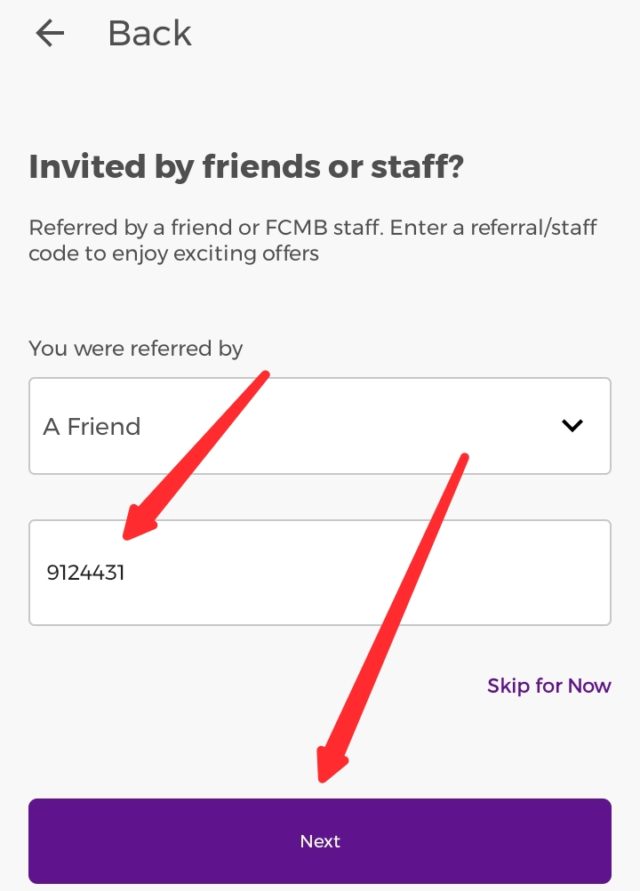 Back
Invited by friends or staff?
Referred by a friend or FCMB staff. Enter a referral/staff
code to enjoy exciting offers
You were referred by
A Friend
9124431
Skip for Now
Next